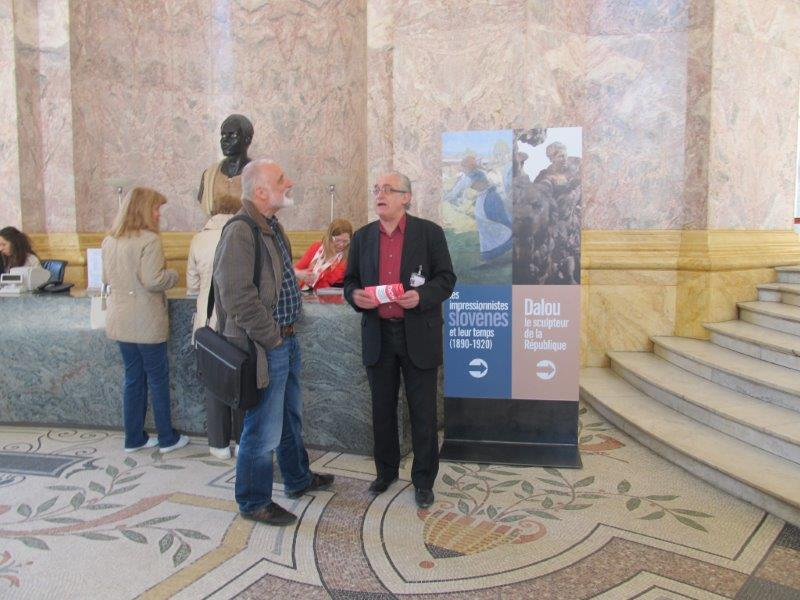 les
impressionnistes
slovènes
et leur temps
(1890-1920)
Dalou
le sculpteur
de la
République